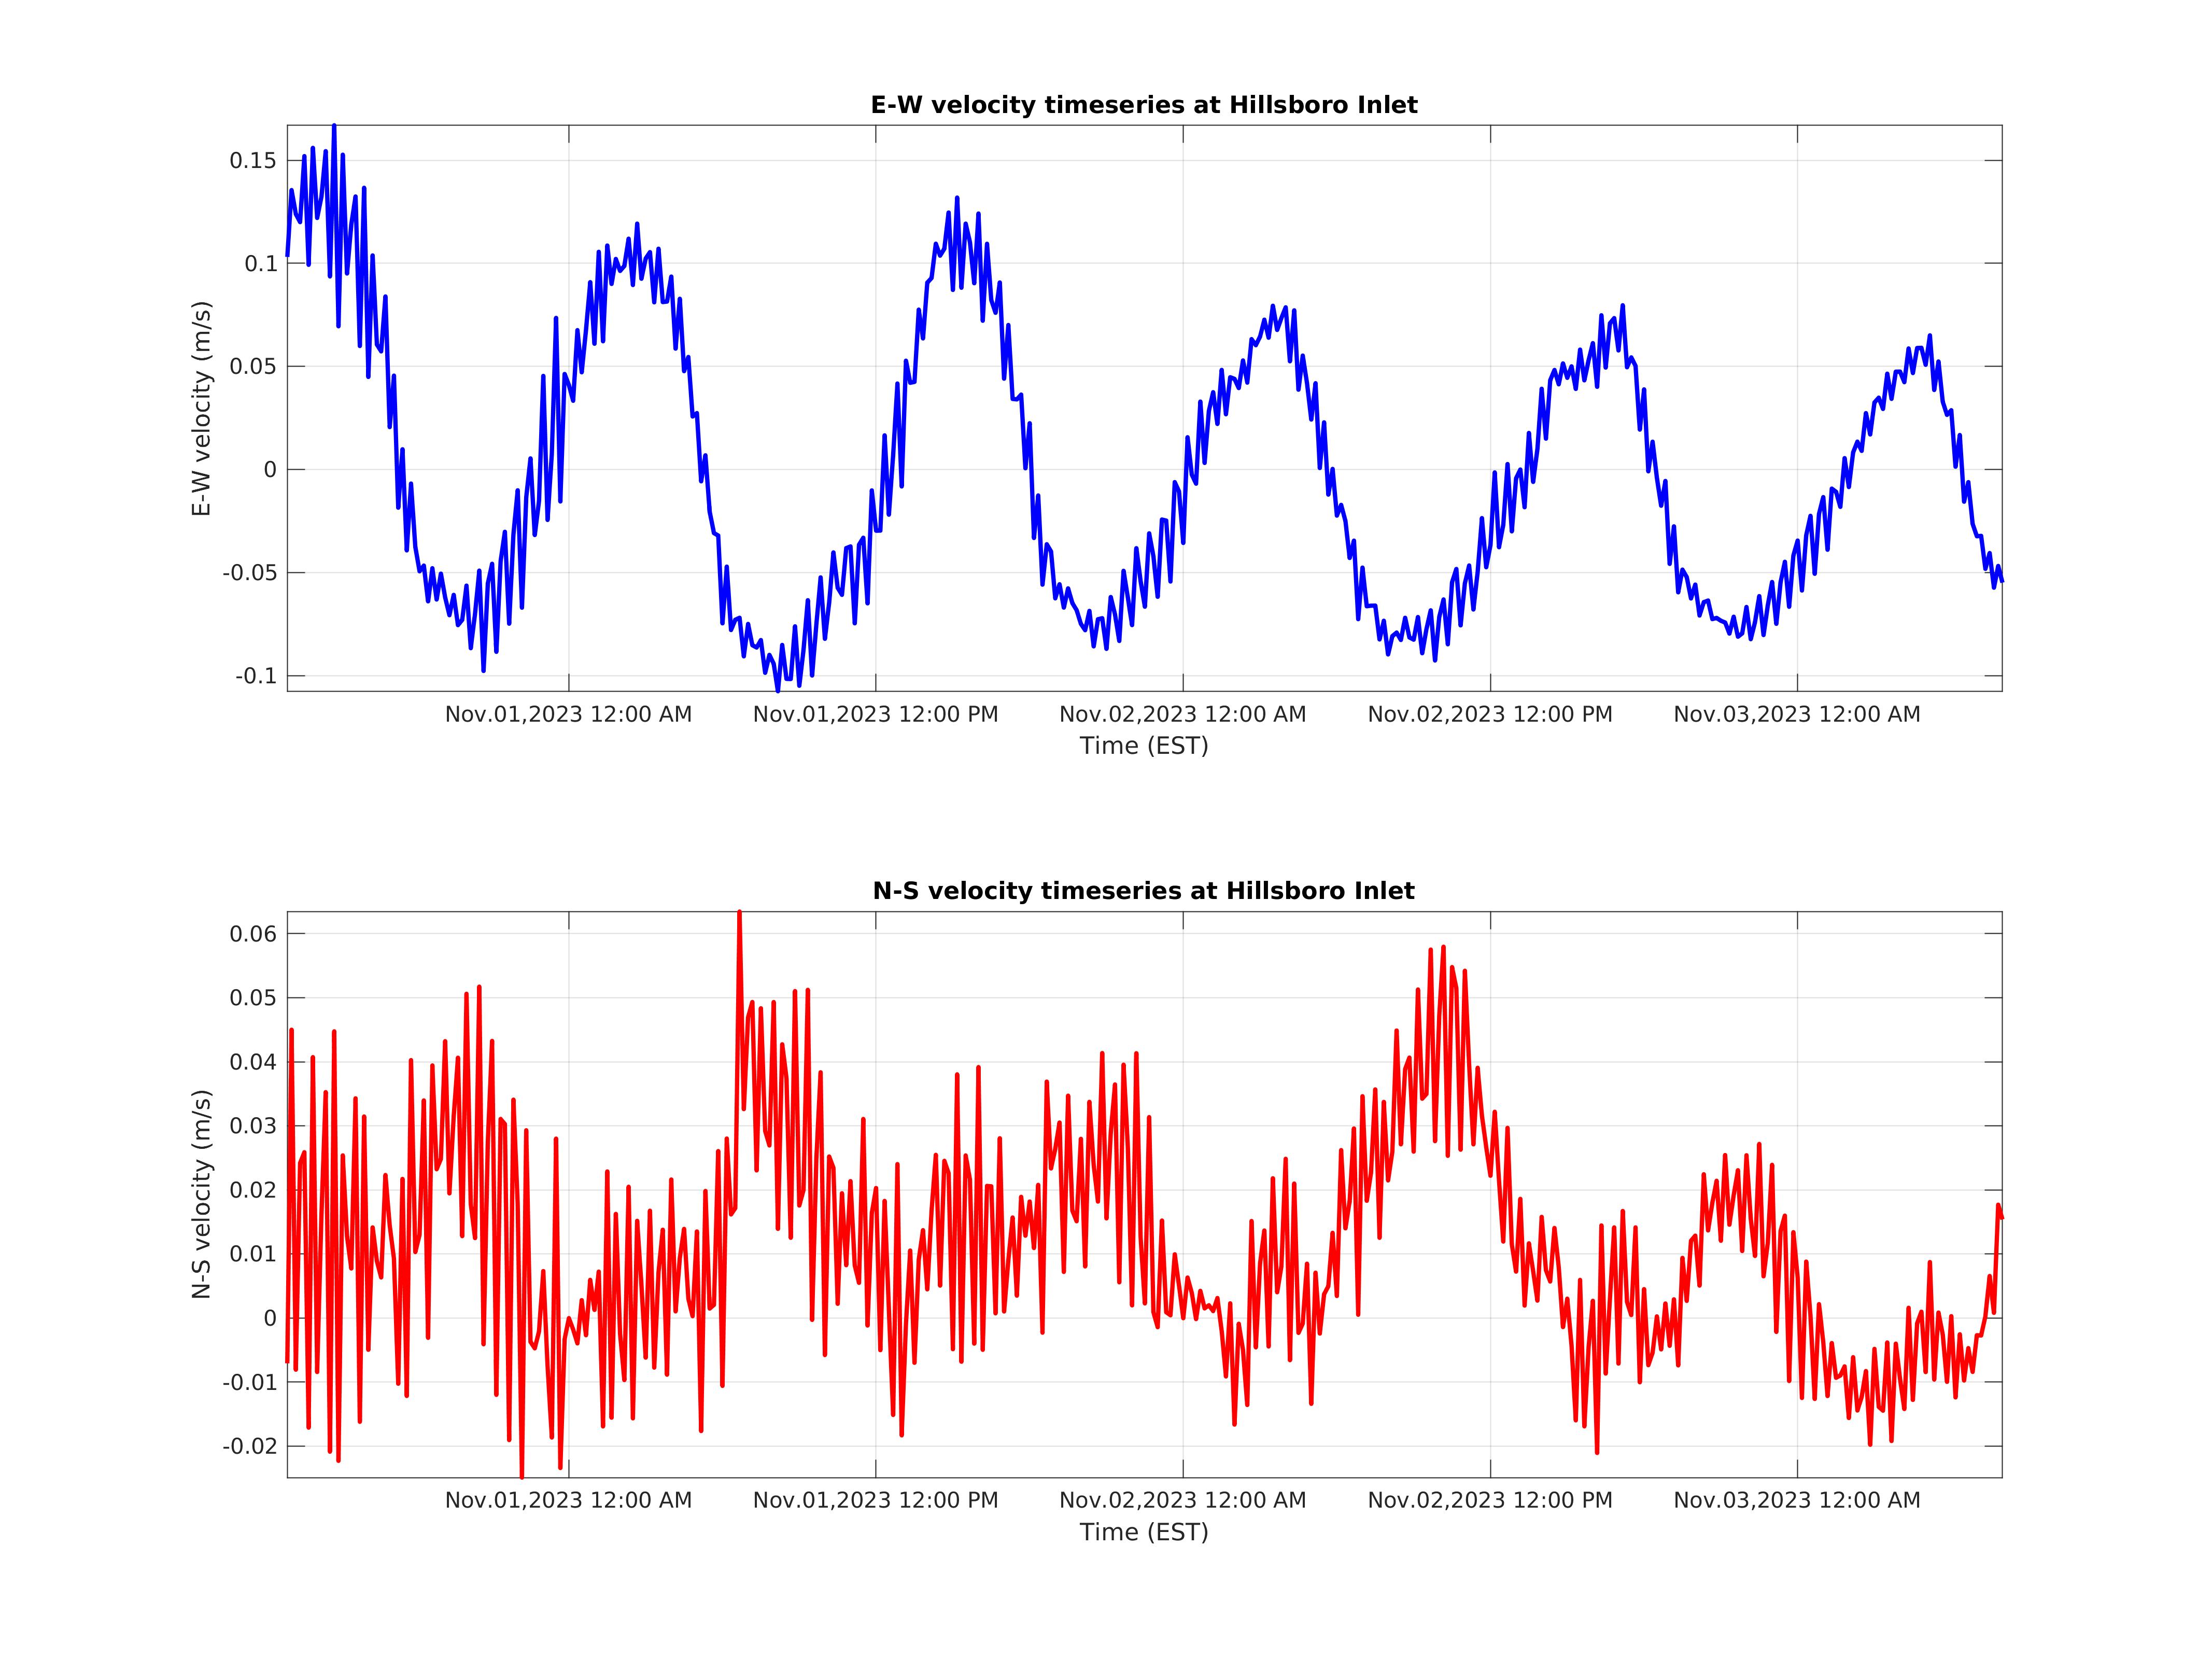 E-W velocity timeseries at Hillsboro Inlet
E-W velocity (m/s)
0.15
0.1
0.05
0
-0.05
-0.1
Nov.01,2023 12:00 AM Nov.01,2023 12:00 PM Nov.02,2023 12:00 AM Nov.02,2023 12:00 PM Nov.03,2023 12:00 AM
Time (EST)
N-S velocity timeseries at Hillsboro Inlet
N-S velocity (m/s)
0.06
0.05
0.04
0.03
0.02
0.01
0
-0.01
-0.02
Nov.01,2023 12:00 AM Nov.01,2023 12:00 PM Nov.02,2023 12:00 AM Nov.02,2023 12:00 PM Nov.03,2023 12:00 AM
Time (EST)